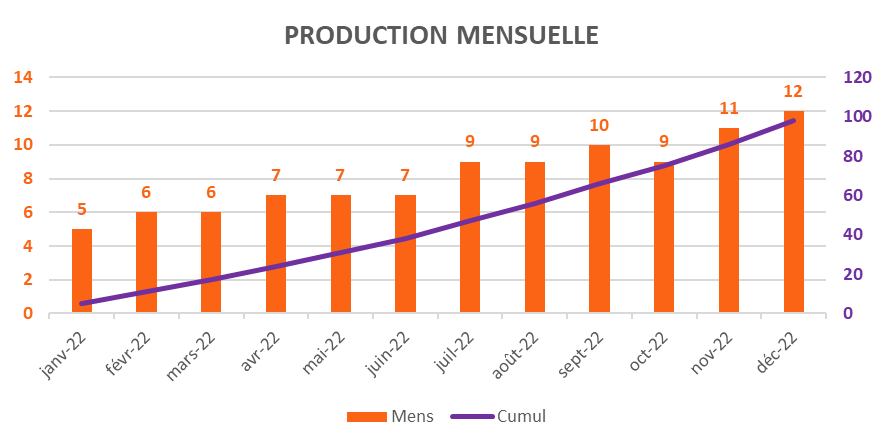 PRODUCTION MENSUELLE
14
12
10
8
6
4
2
0
120
100
80
60
40
20
0
5
6
6
7
7
7
9
9
10
9
11
12
janv-22
févr-22
mars-22
avr-22
mai-22
juin-22
juil-22
août-22
sept-22
oct-22
nov-22
déc-22
Mens
Cumul